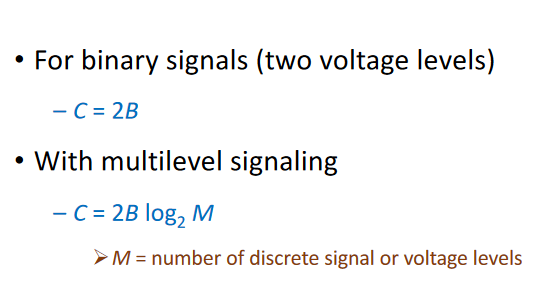 • For binary signals (two voltage levels)
– C = 2B
• With multilevel signaling
– C = 2B log₂ M
➢ M = number of discrete signal or voltage levels